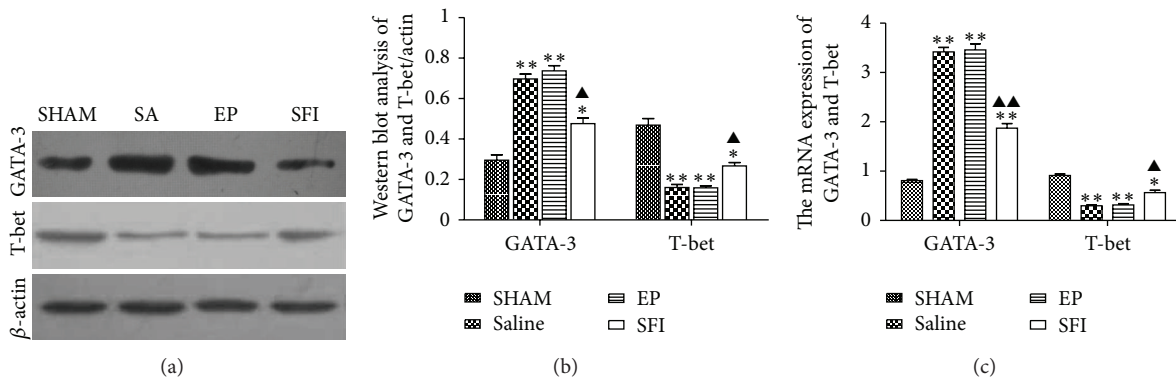 SHAM SA EP SFI
GATA-3
T-bet
β-actin
(a)
Western blot analysis of
GATA-3 and T-bet/actin
1
0.8
0.6
0.4
0.2
0
** ** ▲ *
** ** ▲ *
GATA-3 T-bet
SHAM EP
Saline SFI
(b)
The mRNA expression of
GATA-3 and T-bet
4
3
2
1
0
** ** ▲▲ **
** ** ▲ *
GATA-3 T-bet
SHAM EP
Saline SFI
(c)